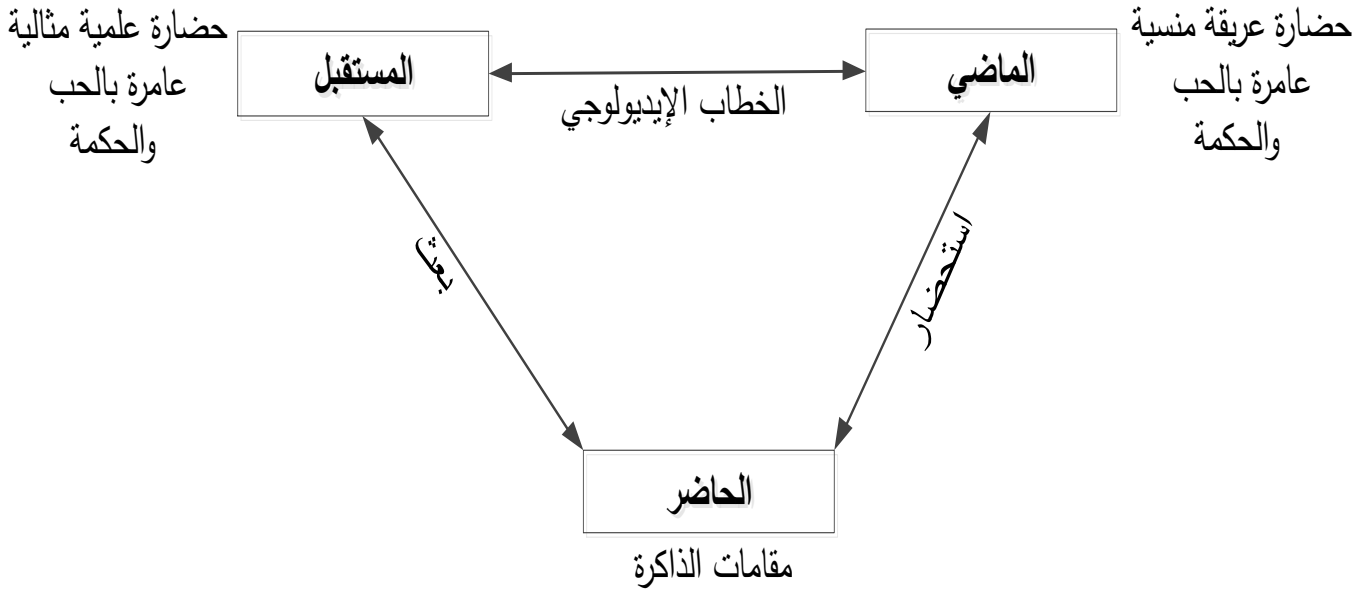 حضارة عريقة منسية
عامرة بالحب
والحكمة
الماضي
الخطاب الإيديولوجي
المستقبل
حضارة علمية مثالية
عامرة بالحب
والحكمة
استحضار
بعث
الحاضر
مقامات الذاكرة